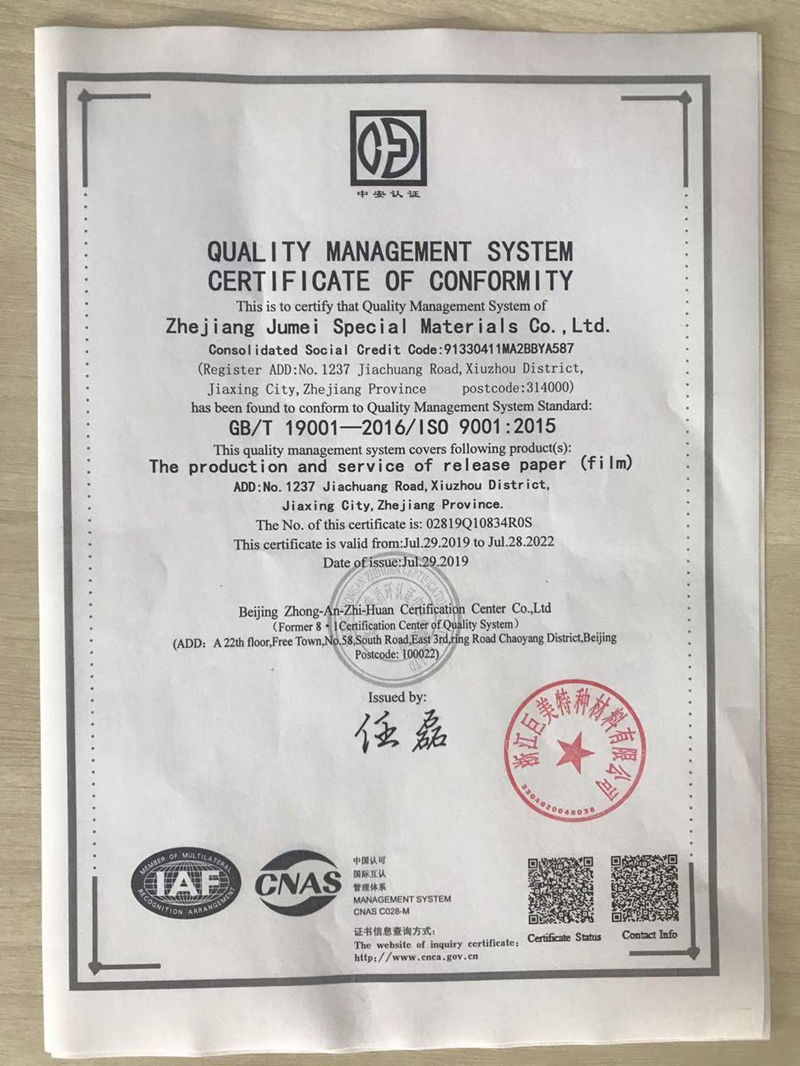 中安认证
QUALITY MANAGEMENT SYSTEM
CERTIFICATE OF CONFORMITY
This is to certify that Quality Management System of
Zhejiang Jumei Special Materials Co.,Ltd.
Consolidated Social Credit Code:91330411MA2BBYA587
(Register ADD:No.1237 Jiachuang Road,Xiuzhou District,
Jiaxing City,Zhejiang Province postcode:314000)
has been found to conform to Quality Management System Standard:
GB/T 19001—2016/ISO 9001:2015
This quality management system covers following product(s):
The production and service of release paper (film)
ADD:No.1237 Jiachuang Road,Xiuzhou District,
Jiaxing City,Zhejiang Province.
The No. of this certificate is: 02819Q10834R0S
This certificate is valid from:Jul.29.2019 to Jul.28.2022
Date of issue:Jul.29.2019
Beijing Zhong-An-Zhi-Huan Certification Center Co.,Ltd
(Former 8·1Certification Center of Quality System)
(ADD: A 22th floor,Free Town,No.58,South Road,East 3rd,ring Road Chaoyang District,Beijing
Postcode: 100022)
Issued by:
任磊
浙江巨美特种材料有限公司
3304020048038
MEMBER OF MULTILATERAL
IAF
RECOGNITION ARRANGEMENT
CNAS
中国认可
国际互认
管理体系
MANAGEMENT SYSTEM
CNAS C028-M
证书信息查询方式:
The website of inquiry certificate:
http://www.cnca.gov.cn
Certificate Status
Contact Info